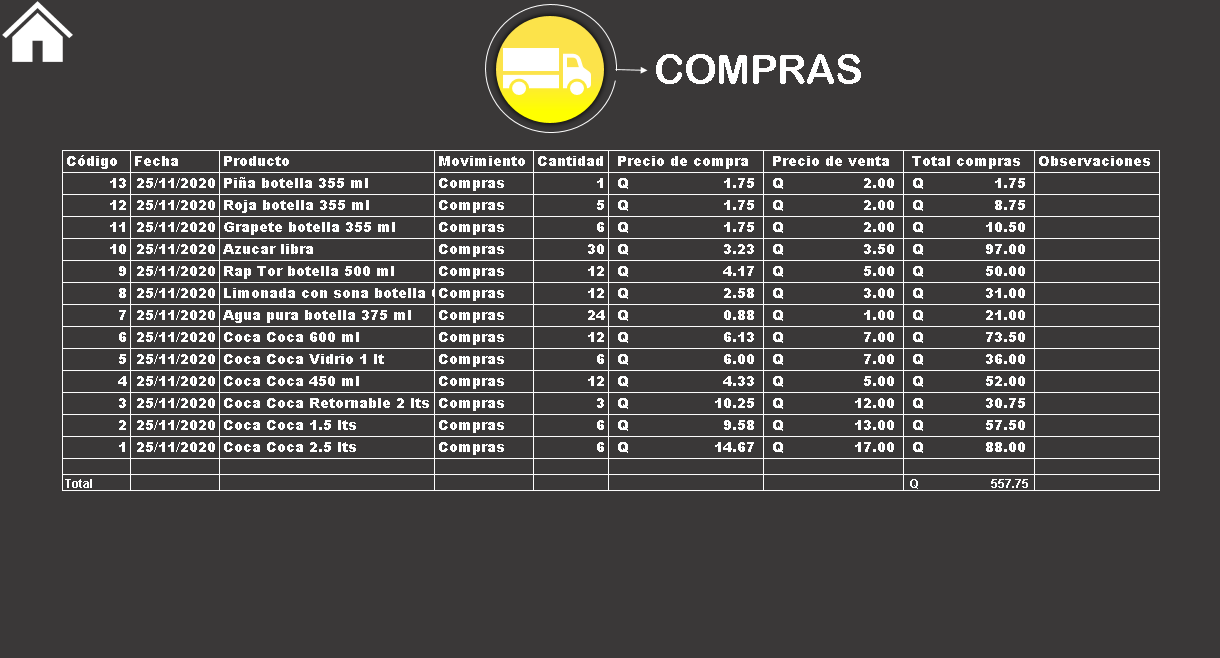 COMPRAS
Código Fecha Producto Movimiento Cantidad Precio de compra Precio de venta Total compras Observaciones
13 25/11/2020 Piña botella 355 ml Compras 1 Q 1.75 Q 2.00 Q 1.75
12 25/11/2020 Roja botella 355 ml Compras 5 Q 1.75 Q 2.00 Q 8.75
11 25/11/2020 Grapete botella 355 ml Compras 6 Q 1.75 Q 2.00 Q 10.50
10 25/11/2020 Azucar libra Compras 30 Q 3.23 Q 3.50 Q 97.00
9 25/11/2020 Rap Tor botella 500 ml Compras 12 Q 4.17 Q 5.00 Q 50.00
8 25/11/2020 Limonada con sona botella Compras 12 Q 2.58 Q 3.00 Q 31.00
7 25/11/2020 Agua pura botella 375 ml Compras 24 Q 0.88 Q 1.00 Q 21.00
6 25/11/2020 Coca Coca 600 ml Compras 12 Q 6.13 Q 7.00 Q 73.50
5 25/11/2020 Coca Coca Vidrio 1 lt Compras 6 Q 6.00 Q 7.00 Q 36.00
4 25/11/2020 Coca Coca 450 ml Compras 12 Q 4.33 Q 5.00 Q 52.00
3 25/11/2020 Coca Coca Retornable 2 lts Compras 3 Q 10.25 Q 12.00 Q 30.75
2 25/11/2020 Coca Coca 1.5 lts Compras 6 Q 9.58 Q 13.00 Q 57.50
1 25/11/2020 Coca Coca 2.5 lts Compras 6 Q 14.67 Q 17.00 Q 88.00
Total Q 557.75